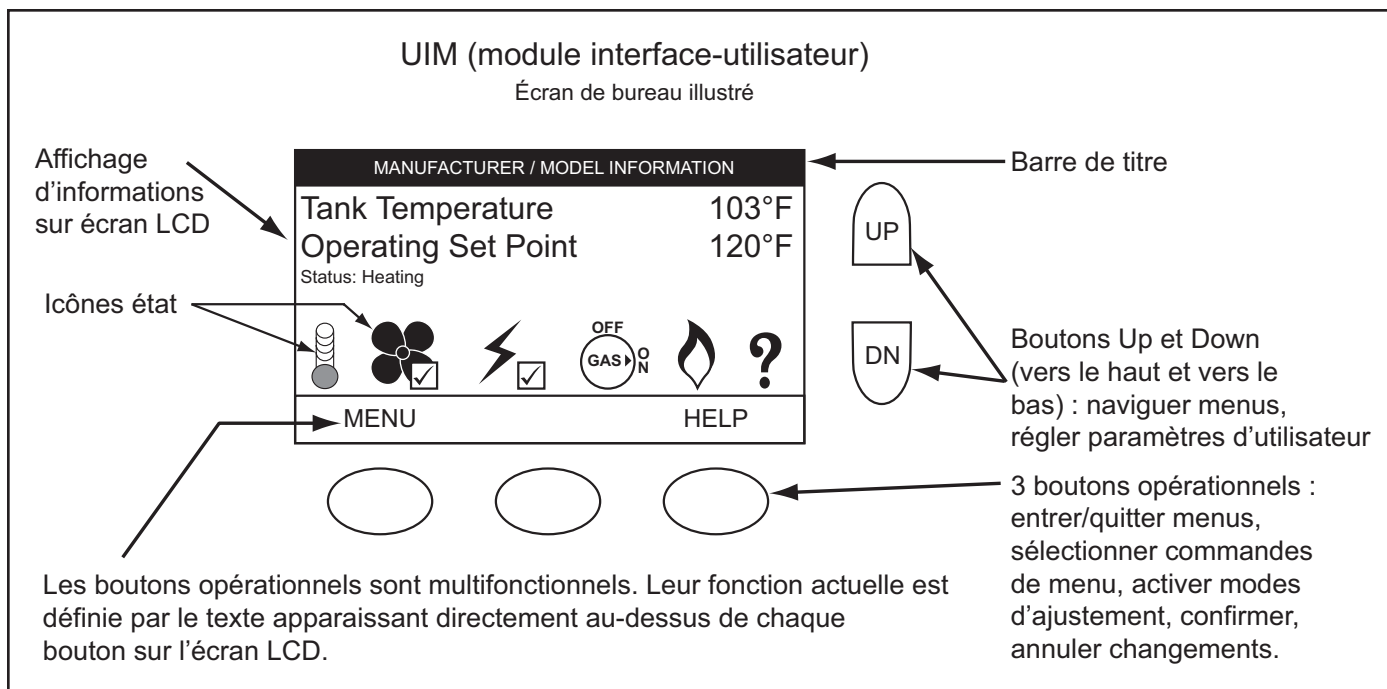 UIM (module interface-utilisateur)
Écran de bureau illustré
Affichage
d’informations
sur écran LCD
Icônes état
MANUFACTURER / MODEL INFORMATION
Tank Temperature 103°F
Operating Set Point 120°F
Status: Heating
OFF
GAS
ON
?
MENU HELP
UP
DN
Barre de titre
Boutons Up et Down
(vers le haut et vers le
bas) : naviguer menus,
régler paramètres d’utilisateur
3 boutons opérationnels :
entrer/quitter menus,
sélectionner commandes
de menu, activer modes
d’ajustement, confirmer,
annuler changements.
Les boutons opérationnels sont multifonctionnels. Leur fonction actuelle est
définie par le texte apparaissant directement au-dessus de chaque
bouton sur l’écran LCD.